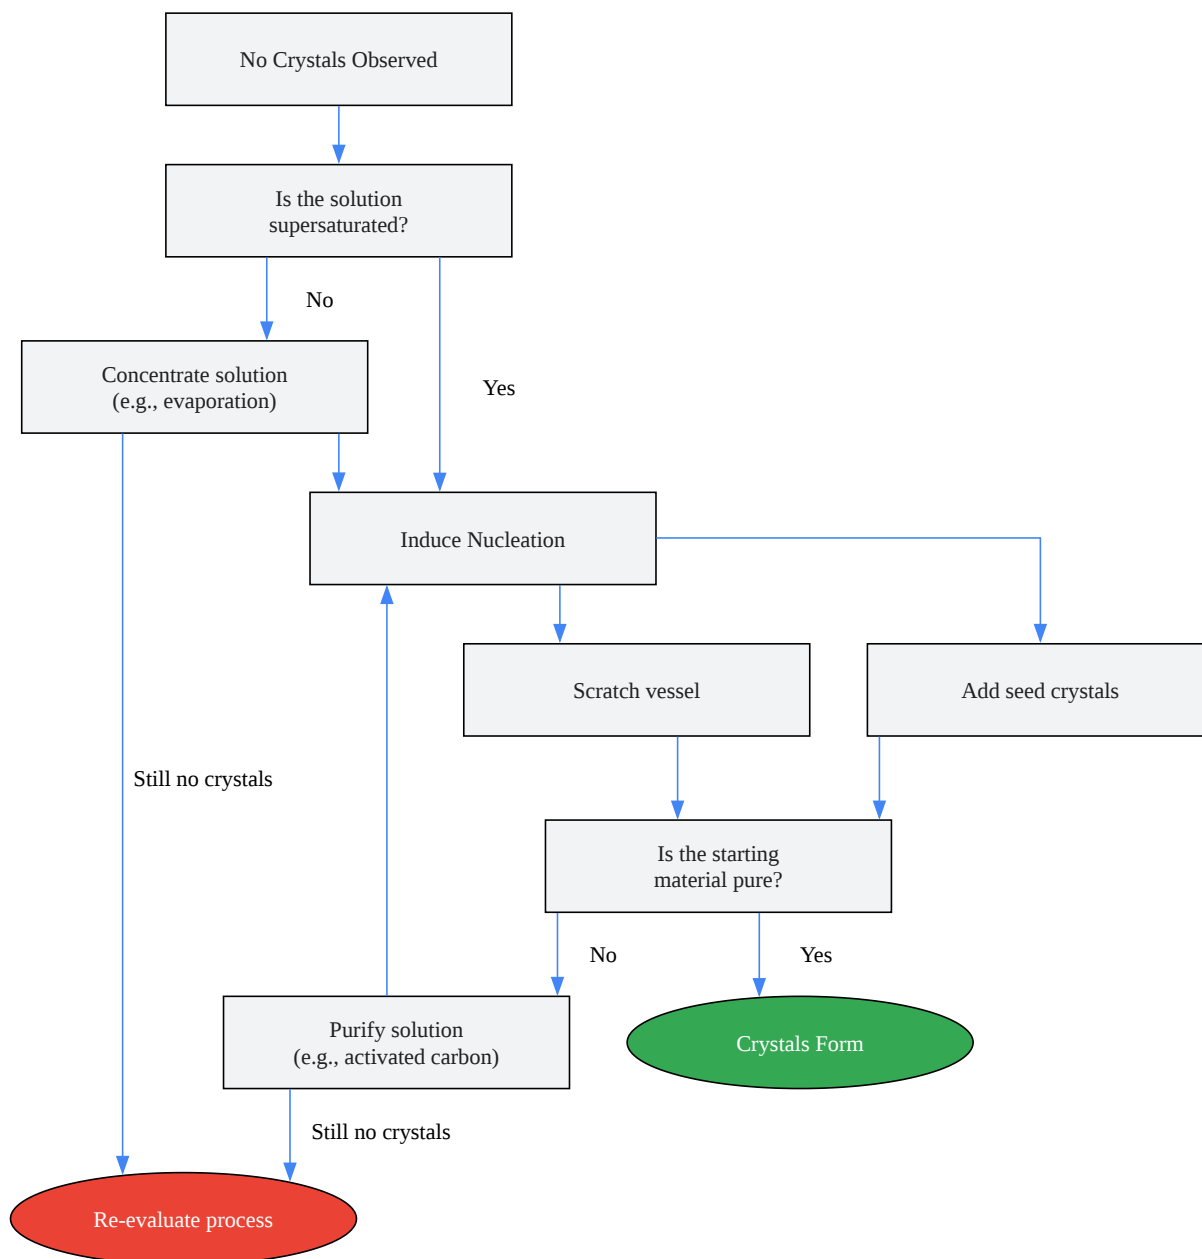 No Crystals Observed
Is the solution
supersaturated?
No
Concentrate solution
(e.g., evaporation)
Yes
Induce Nucleation
Scratch vessel
Add seed crystals
Still no crystals
Is the starting
material pure?
No
Yes
Purify solution
(e.g., activated carbon)
Crystals Form
Still no crystals
Re-evaluate process